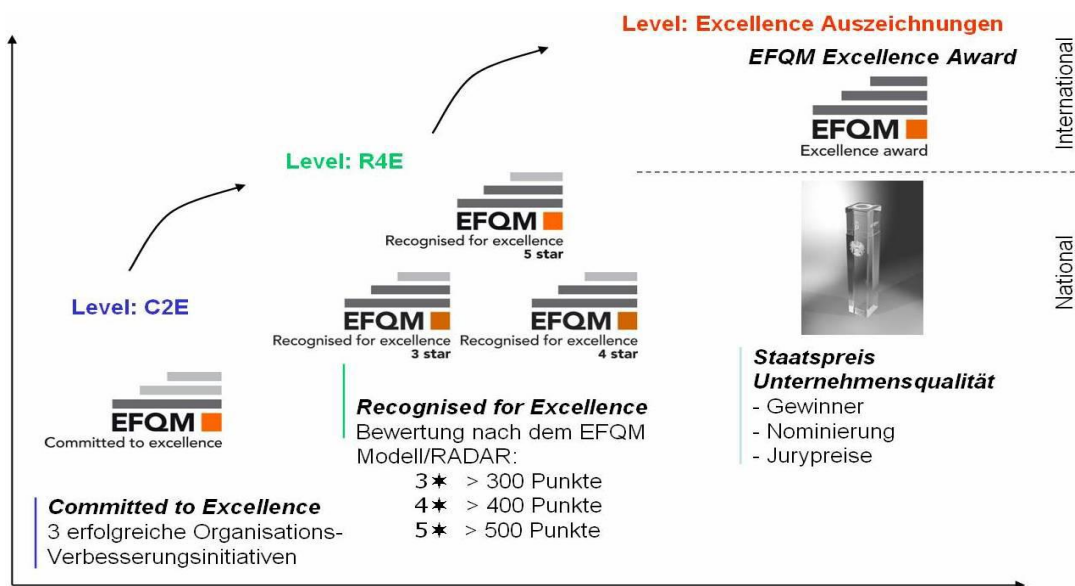 Level: Excellence Auszeichnungen
EFQM Excellence Award
EFQM
Excellence award
International
Level: R4E
EFQM
Recognised for excellence
5 star
National
Level: C2E
EFQM
Recognised for excellence
3 star
EFQM
Recognised for excellence
4 star
EFQM
Committed to excellence
Committed to Excellence
3 erfolgreiche Organisations-
Verbesserungsinitiativen
Recognised for Excellence
Bewertung nach dem EFQM
Modell/RADAR:
3✶ > 300 Punkte
4✶ > 400 Punkte
5✶ > 500 Punkte
Staatspreis
Unternehmensqualität
- Gewinner
- Nominierung
- Jurypreise